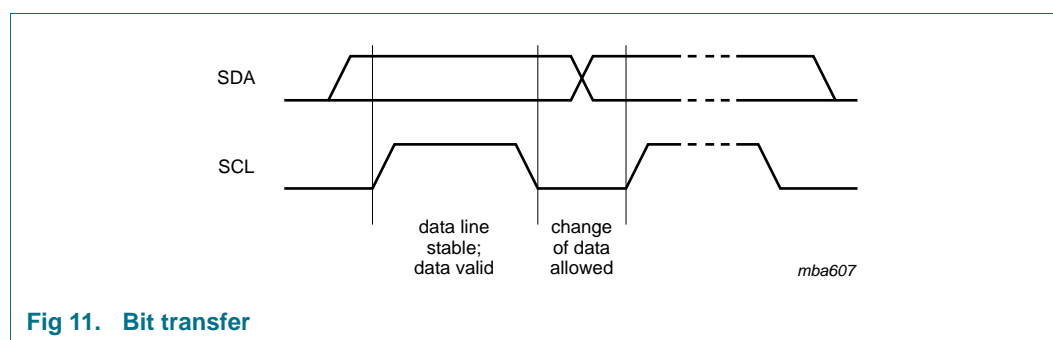 SDA
SCL
data line
stable;
data valid
change
of data
allowed
mba607
Fig 11. Bit transfer